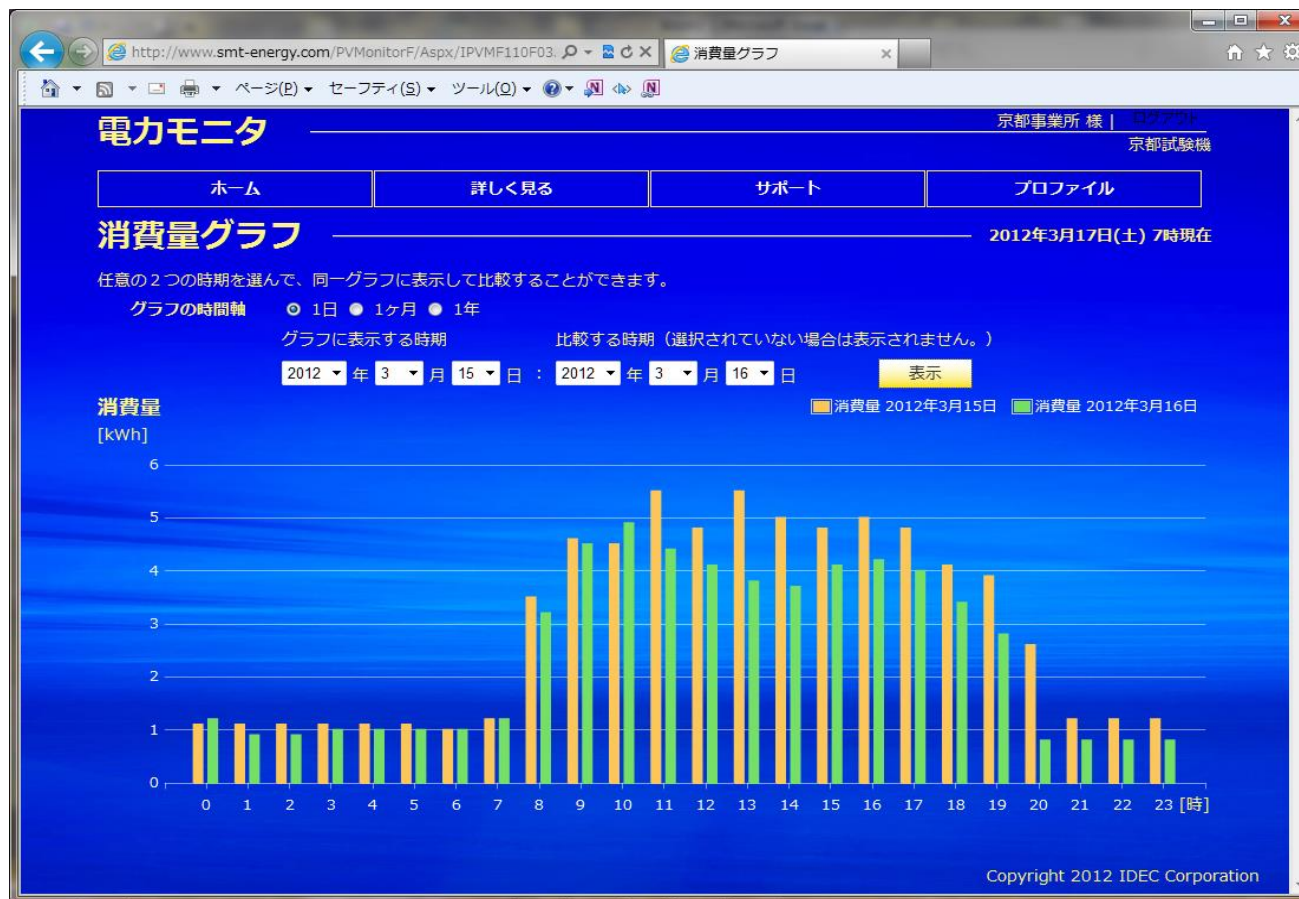 http://www.smt-energy.com/PVMonitorF/Aspx/IPVMF110F03.
消費量グラフ
ページ(P) セーフティ(S) ツール(O)
電力モニタ
京都事業所 様 | ログアウト
京都試験機
ホーム 詳しく見る サポート プロファイル
消費量グラフ
2012年3月17日(土) 7時現在
任意の２つの時期を選んで、同一グラフに表示して比較することができます。
グラフの時間軸 1日 1ヶ月 1年
グラフに表示する時期 比較する時期（選択されていない場合は表示されません。）
2012 年 3 月 15 日 : 2012 年 3 月 16 日 表示
消費量 消費量 2012年3月15日 消費量 2012年3月16日
[kWh]
6
5
4
3
2
1
0
0 1 2 3 4 5 6 7 8 9 10 11 12 13 14 15 16 17 18 19 20 21 22 23 [時]
Copyright 2012 IDEC Corporation